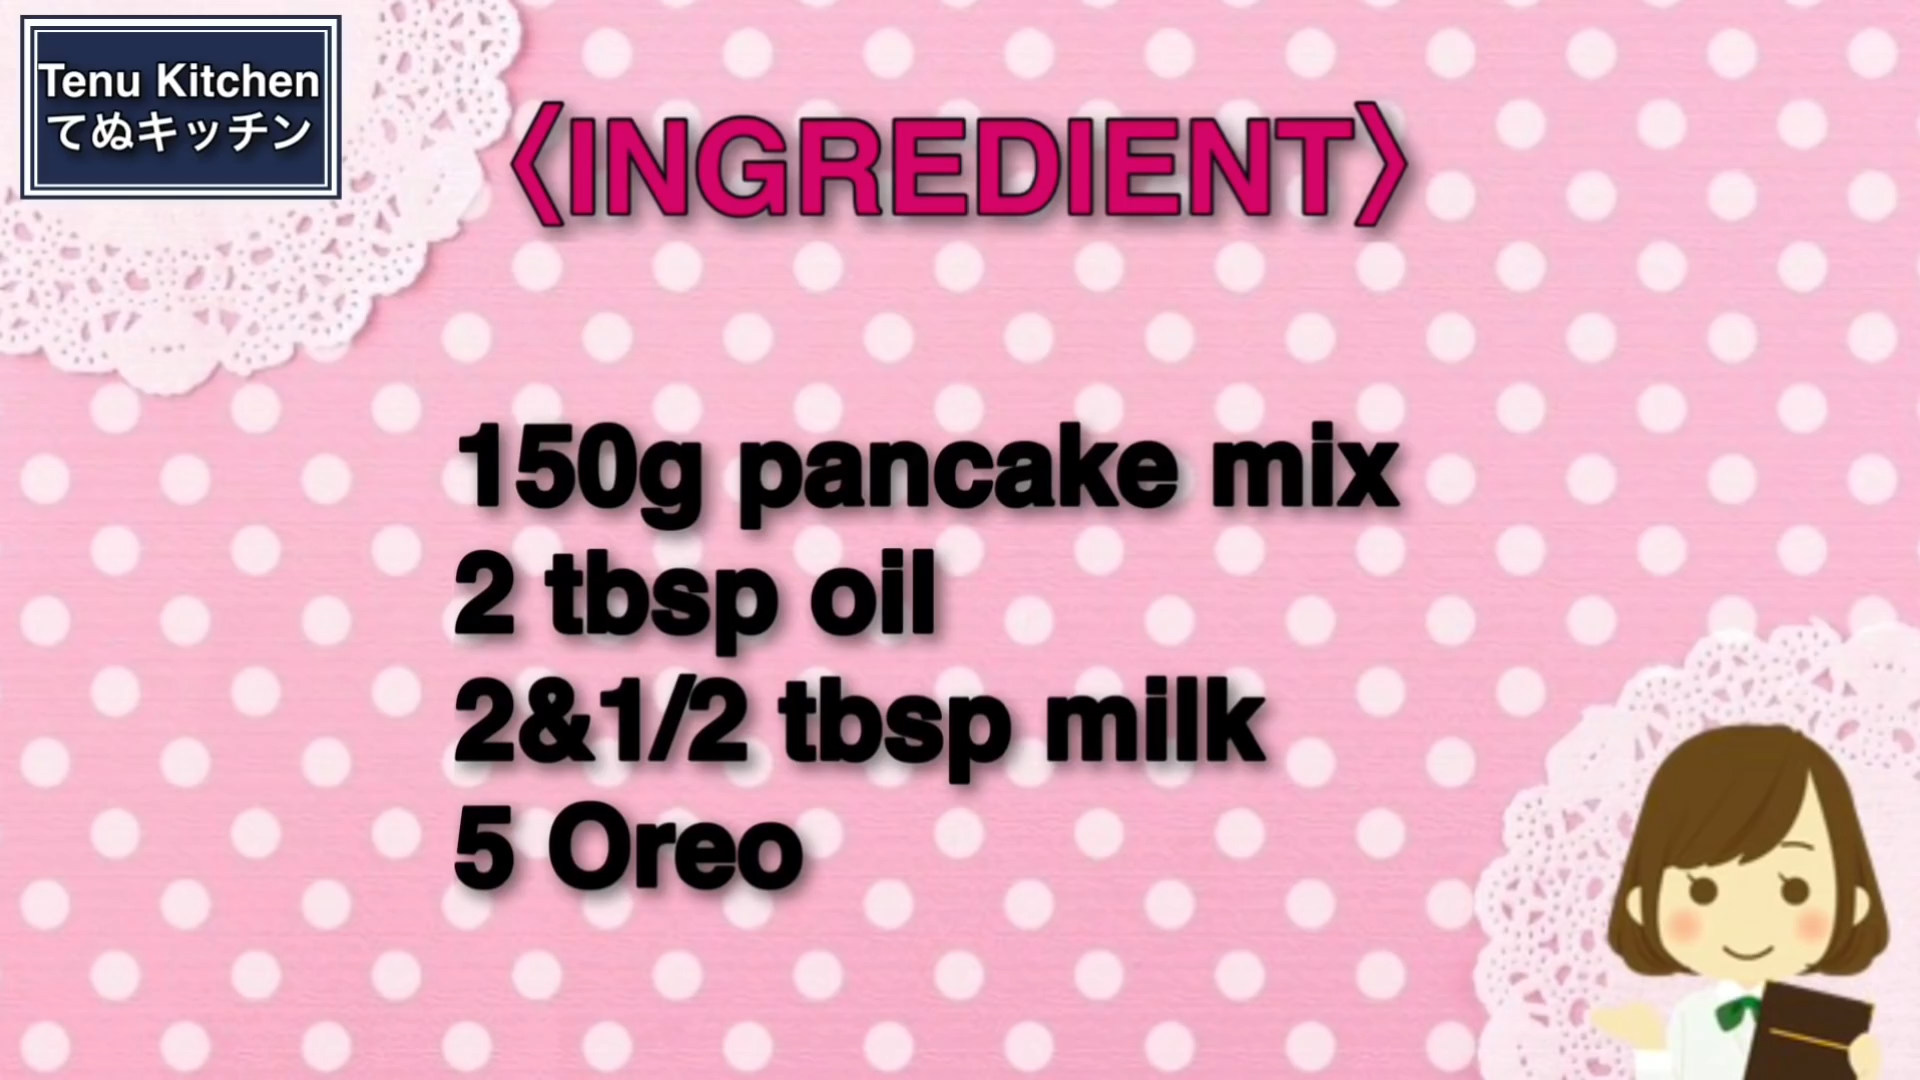 Tenu Kitchen
てぬキッチン
〈INGREDIENT〉
150g pancake mix
2 tbsp oil
2&1/2 tbsp milk
5 Oreo